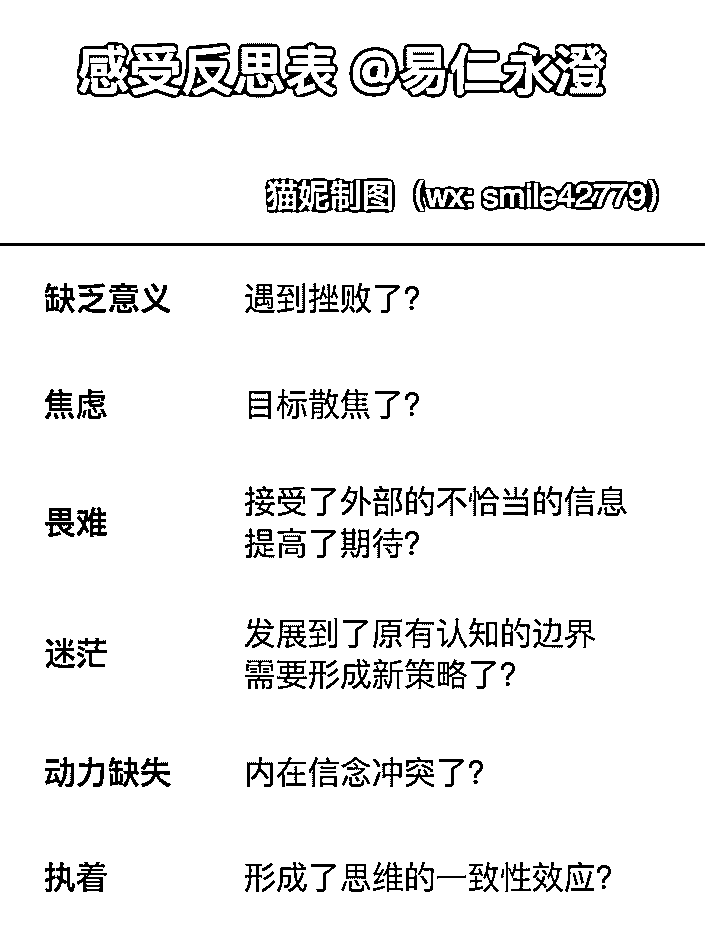 感受反思表 @易仁永澄
猫妮制图（wx: smile42779）
缺乏意义 遇到挫败了？
焦虑 目标散焦了？
畏难 接受了外部的不恰当的信息
提高了期待？
迷茫 发展到了原有认知的边界
需要形成新策略了？
动力缺失 内在信念冲突了？
执着 形成了思维的一致性效应？